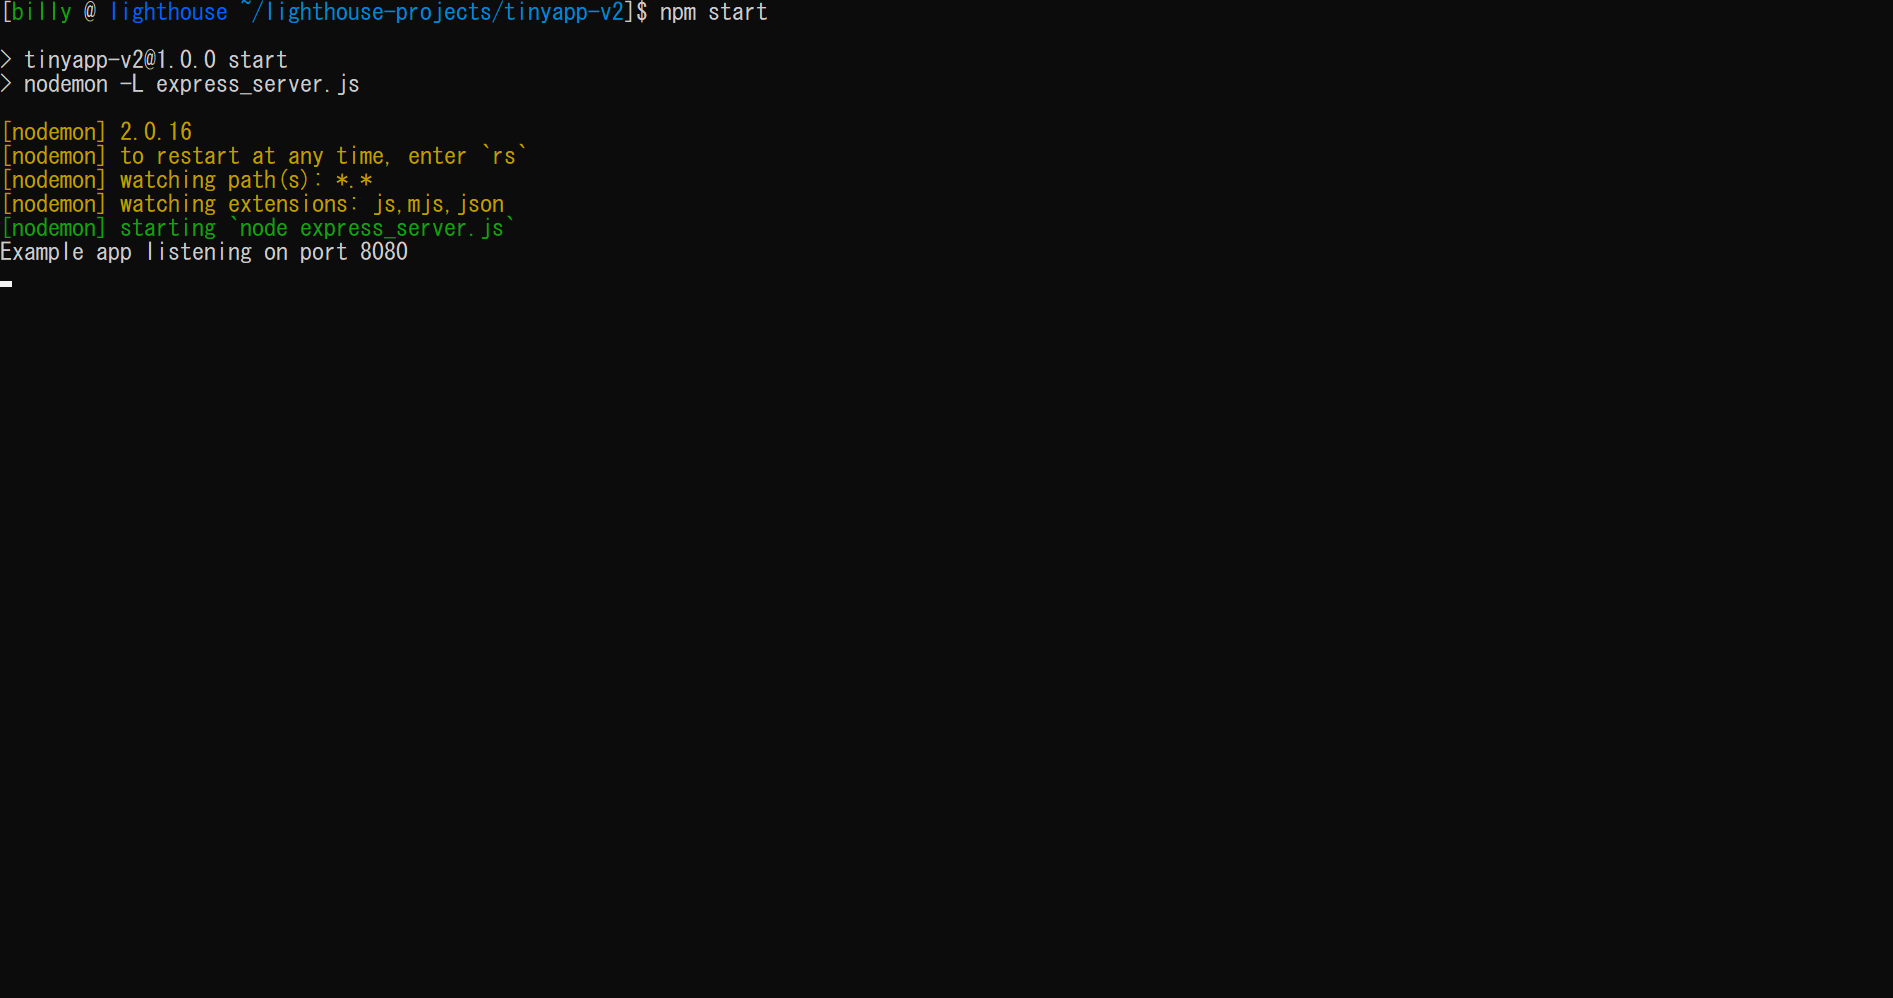 [billy @ lighthouse ~/lighthouse-projects/tinyapp-v2]$ npm start
> tinyapp-v2@1.0.0 start
> nodemon -L express_server.js
[nodemon] 2.0.16
[nodemon] to restart at any time, enter `rs`
[nodemon] watching path(s): *.*
[nodemon] watching extensions: js,mjs,json
[nodemon] starting `node express_server.js`
Example app listening on port 8080